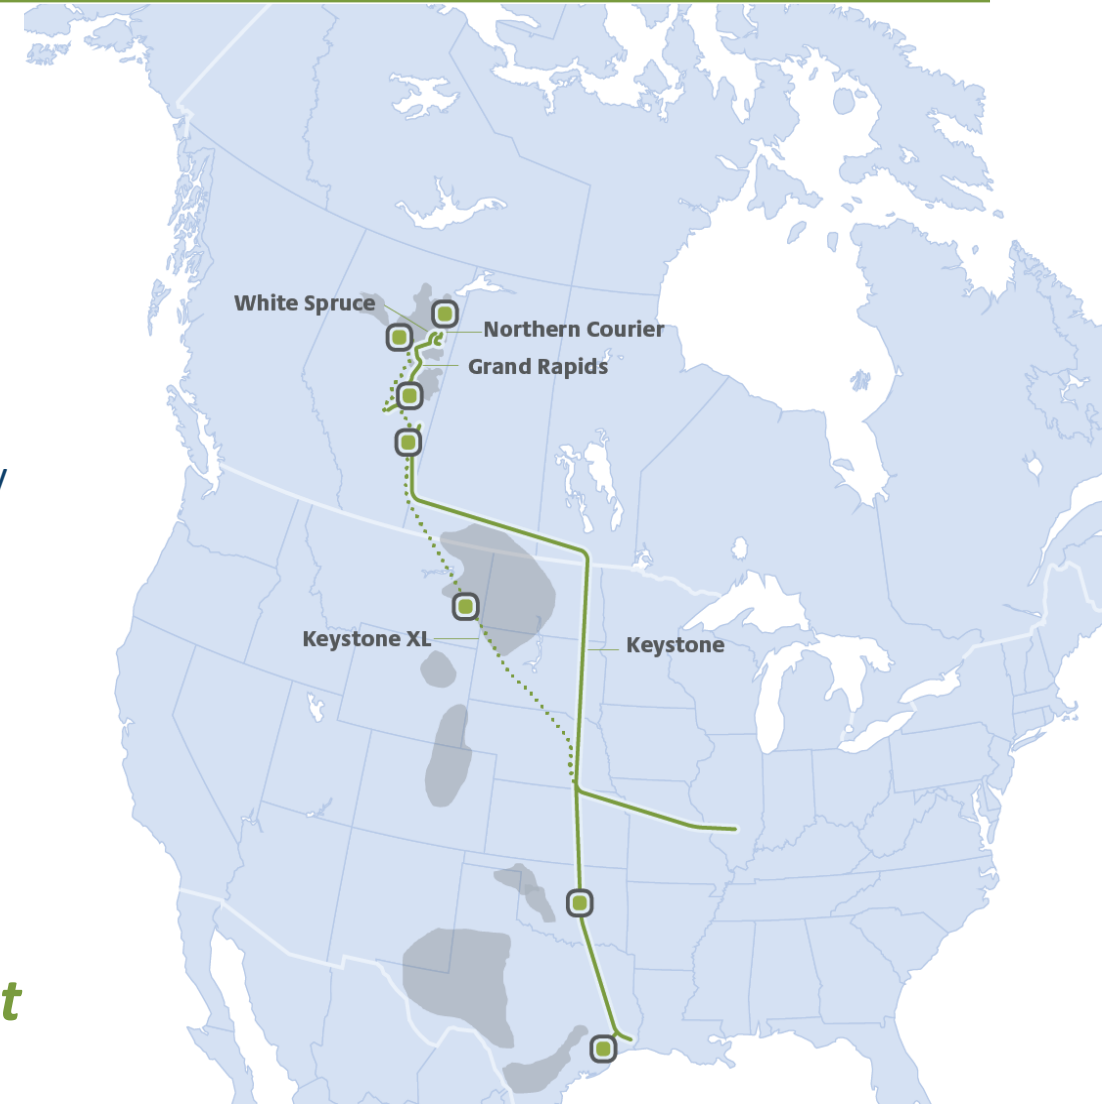 White Spruce
Northern Courier
Grand Rapids
y
Keystone XL
Keystone
t